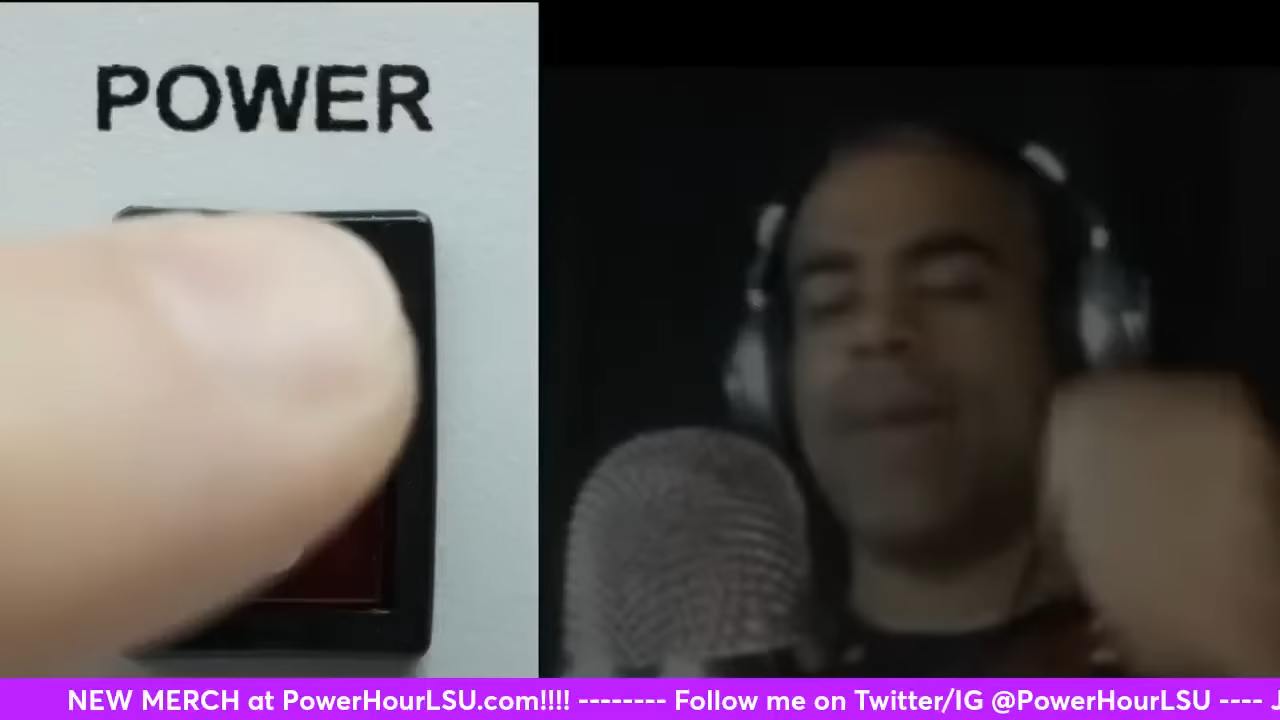 POWER
NEW MERCH at PowerHourLSU.com!!!! -------- Follow me on Twitter/IG @PowerHourLSU ---- J